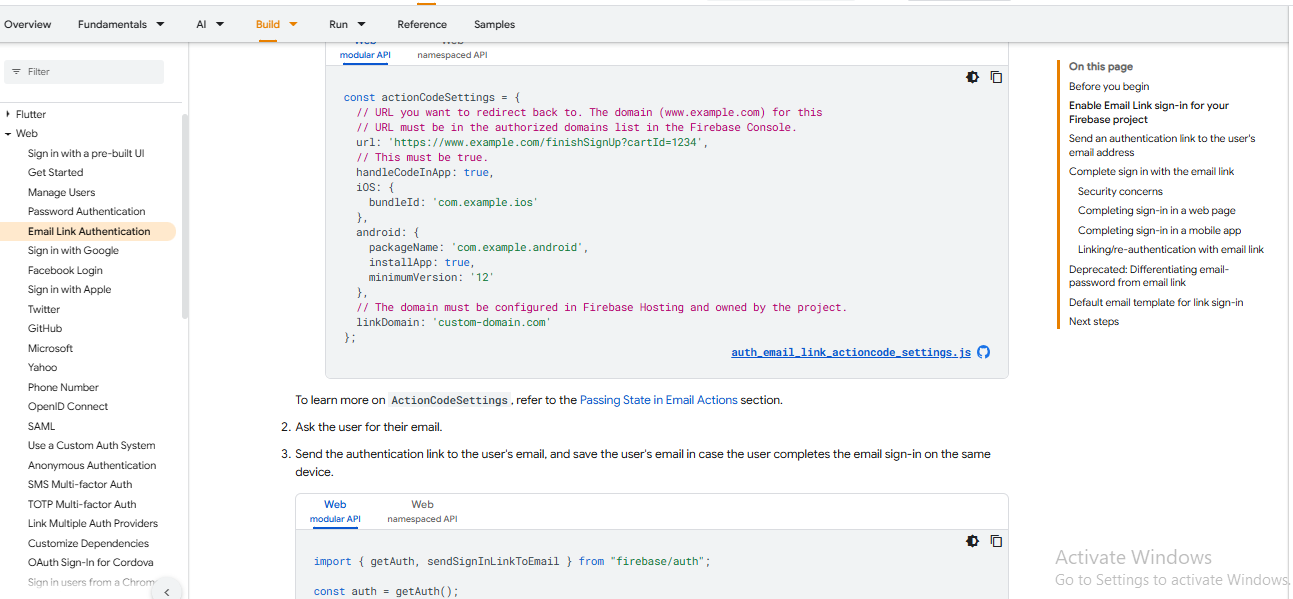 Overview
Fundamentals
AI
Build
Run
Reference
Samples
Filter
Flutter
Web
Sign in with a pre-built UI
Get Started
Manage Users
Password Authentication
Email Link Authentication
Sign in with Google
Facebook Login
Sign in with Apple
Twitter
GitHub
Microsoft
Yahoo
Phone Number
OpenID Connect
SAML
Use a Custom Auth System
Anonymous Authentication
SMS Multi-factor Auth
TOTP Multi-factor Auth
Link Multiple Auth Providers
Customize Dependencies
OAuth Sign-In for Cordova
Sign in users from a Chrom
Web
modular API
Web
namespaced API
const actionCodeSettings = {
// URL you want to redirect back to. The domain (www.example.com) for this
// URL must be in the authorized domains list in the Firebase Console.
url: 'https://www.example.com/finishSignUp?cartId=1234',
// This must be true.
handleCodeInApp: true,
iOS: {
bundleId: 'com.example.ios'
},
android: {
packageName: 'com.example.android',
installApp: true,
minimumVersion: '12'
},
// The domain must be configured in Firebase Hosting and owned by the project.
linkDomain: 'custom-domain.com'
};
auth_email_link_actioncode_settings.js
To learn more on ActionCodeSettings, refer to the Passing State in Email Actions section.
2. Ask the user for their email.
3. Send the authentication link to the user's email, and save the user's email in case the user completes the email sign-in on the same
device.
Web
modular API
Web
namespaced API
import { getAuth, sendSignInLinkToEmail } from "firebase/auth";
const auth = getAuth();
On this page
Before you begin
Enable Email Link sign-in for your
Firebase project
Send an authentication link to the user's
email address
Complete sign in with the email link
Security concerns
Completing sign-in in a web page
Completing sign-in in a mobile app
Linking/re-authentication with email link
Deprecated: Differentiating email-
password from email link
Default email template for link sign-in
Next steps
Activate Windows
Go to Settings to activate Windows.